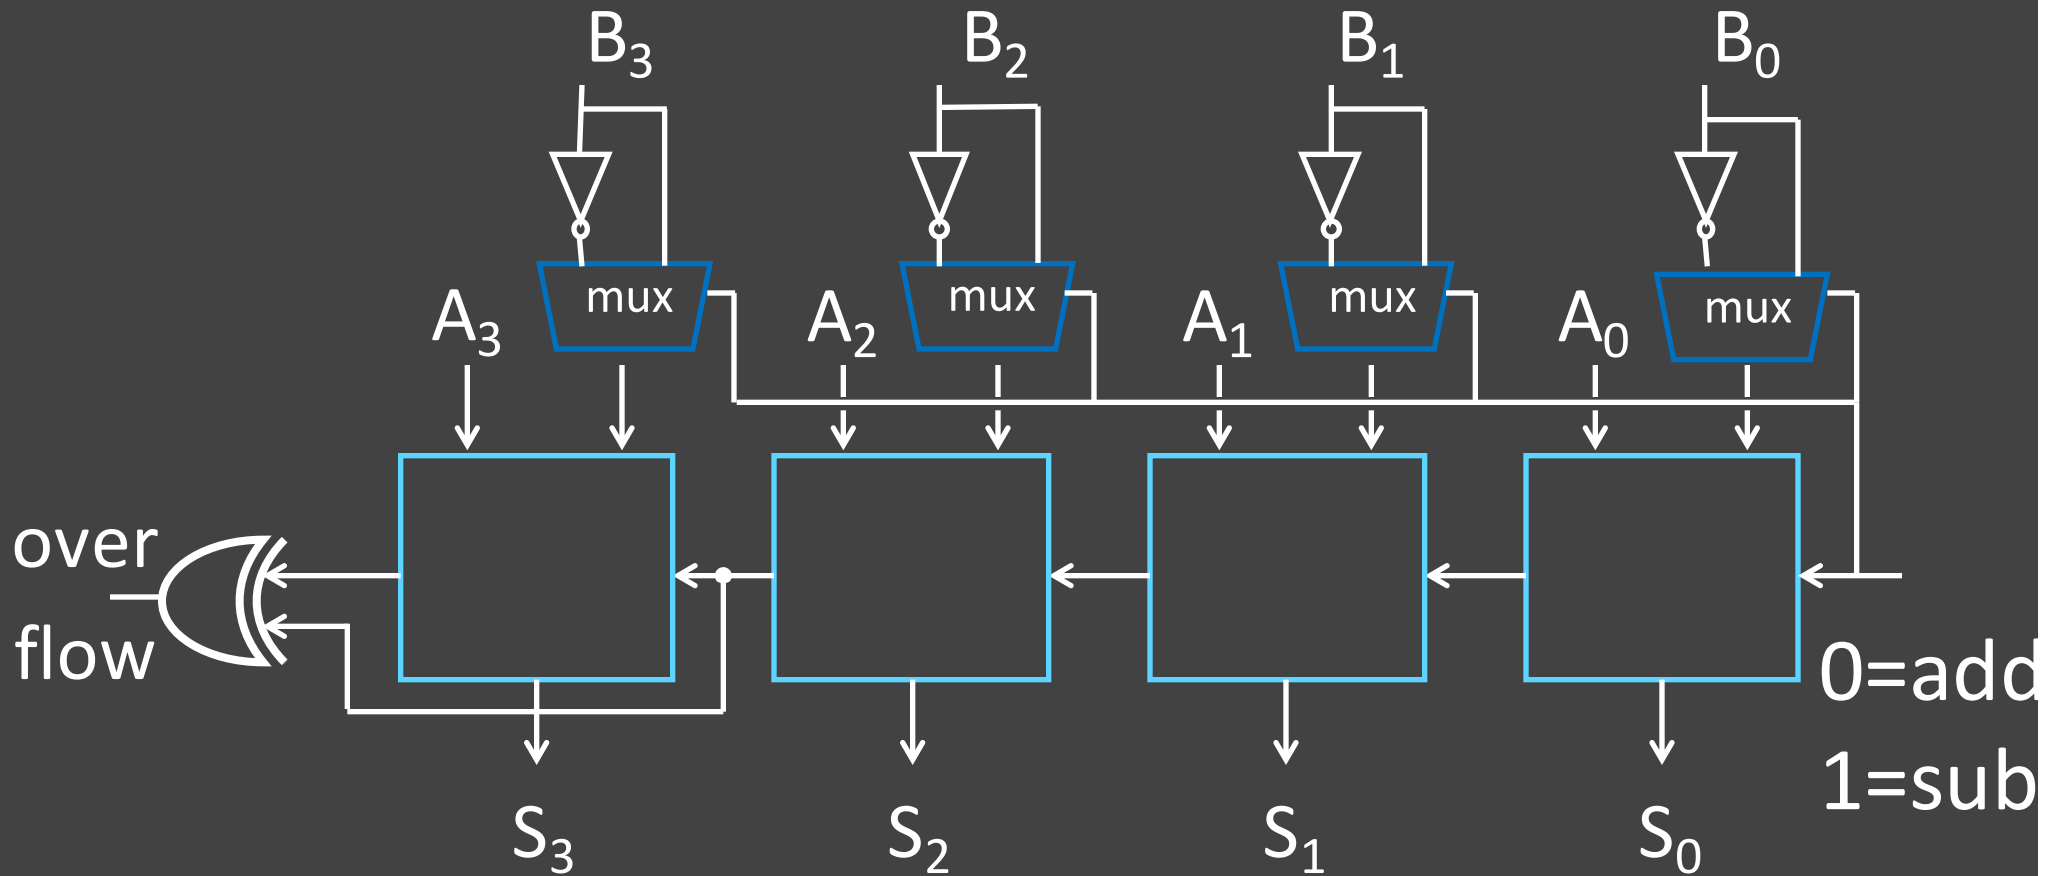 B₃ B₂ B₁ B₀
mux mux mux mux
A₃ A₂ A₁ A₀
over
flow
0=add
1=sub
S₃ S₂ S₁ S₀